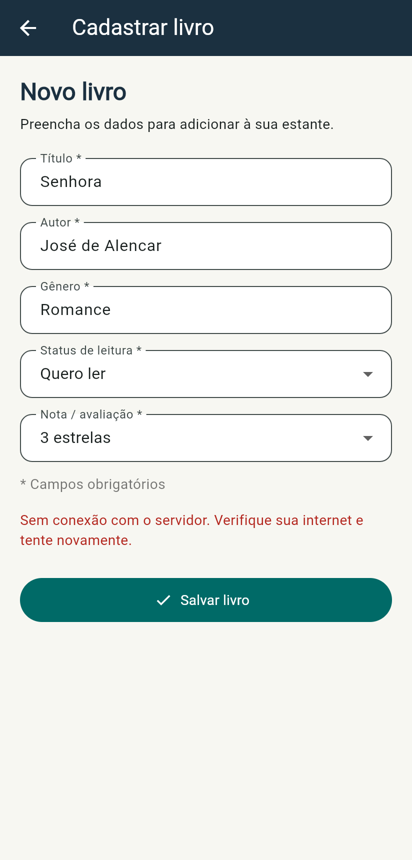 Cadastrar livro
Novo livro
Preencha os dados para adicionar à sua estante.
Título *
Senhora
Autor *
José de Alencar
Gênero *
Romance
Status de leitura *
Quero ler
Nota / avaliação *
3 estrelas
* Campos obrigatórios
Sem conexão com o servidor. Verifique sua internet e
tente novamente.
Salvar livro